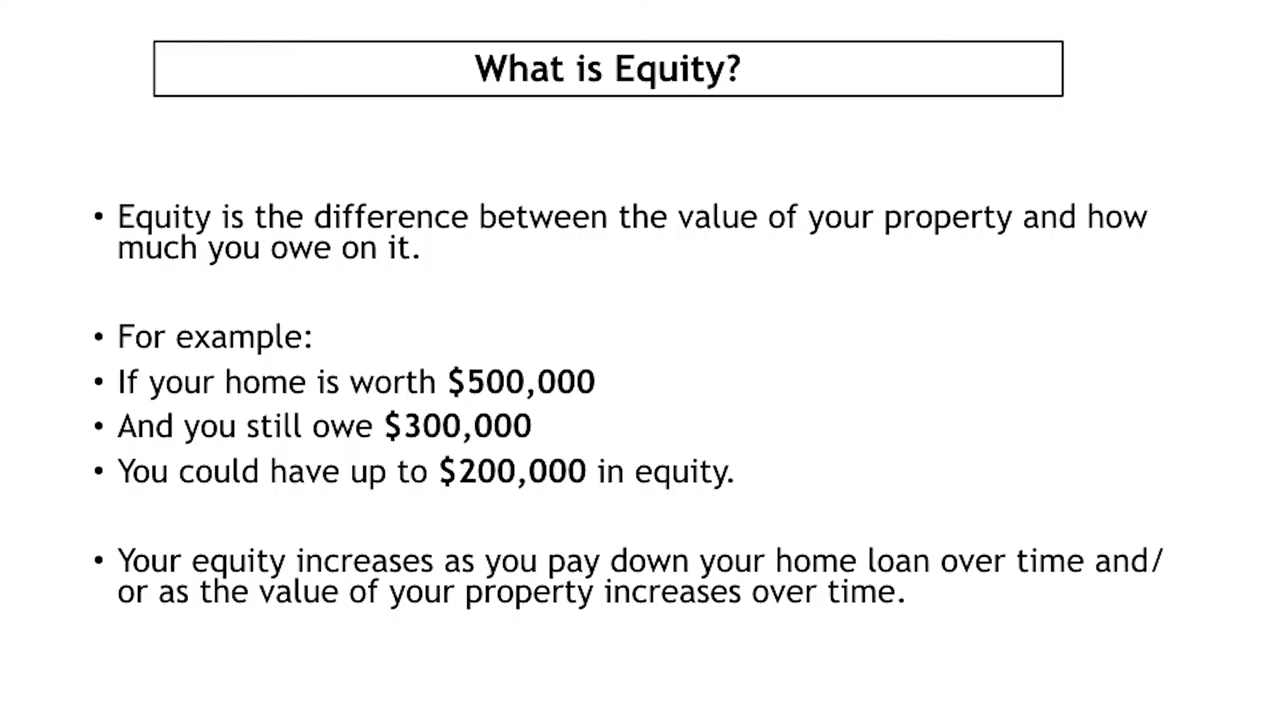 What is Equity?
• Equity is the difference between the value of your property and how
much you owe on it.
• For example:
• If your home is worth $500,000
• And you still owe $300,000
• You could have up to $200,000 in equity.
• Your equity increases as you pay down your home loan over time and/
or as the value of your property increases over time.